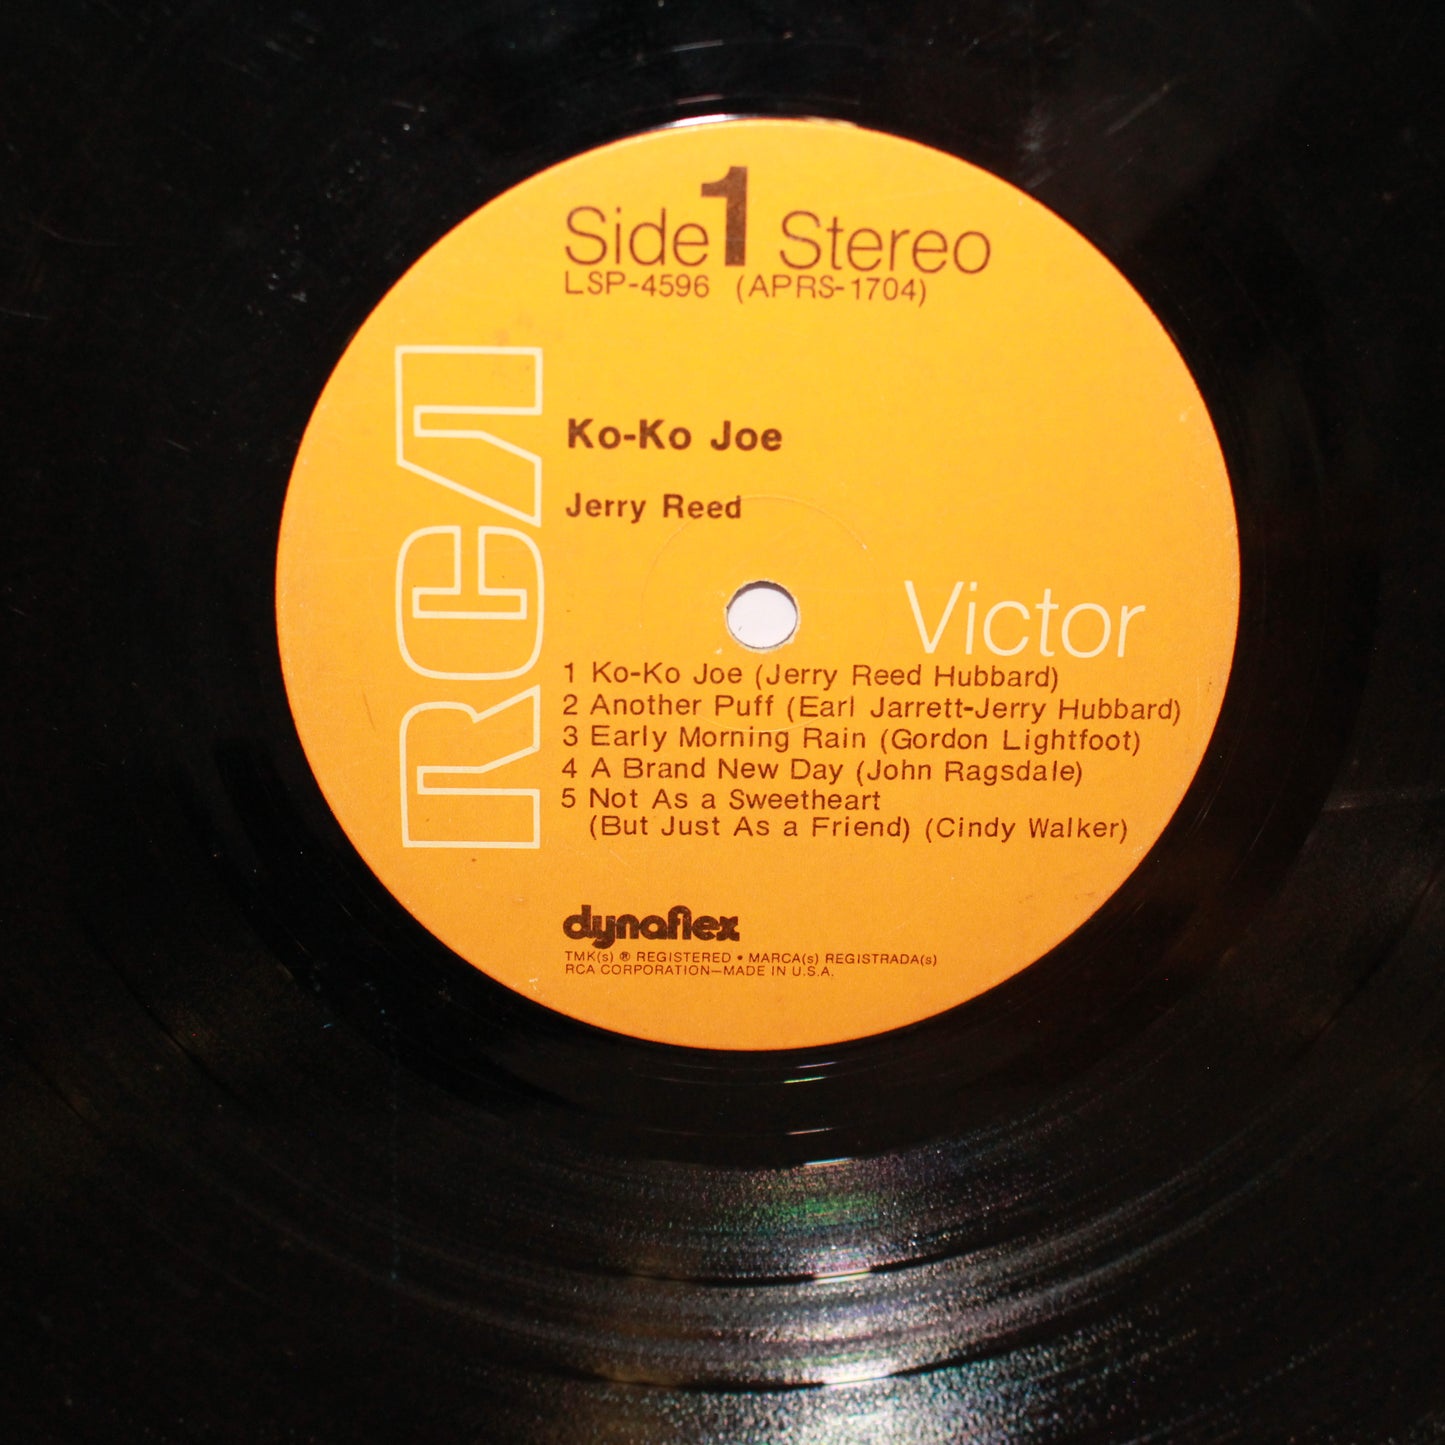 Side 1 Stereo
LSP-4596 (APRS-1704)
RCA
Ko-Ko Joe
Jerry Reed
Victor
1 Ko-Ko Joe (Jerry Reed Hubbard)
2 Another Puff (Earl Jarrett-Jerry Hubbard)
3 Early Morning Rain (Gordon Lightfoot)
4 A Brand New Day (John Ragsdale)
5 Not As a Sweetheart
(But Just As a Friend) (Cindy Walker)
dynaflex
TMK(s) ® REGISTERED • MARCA(s) REGISTRADA(s)
RCA CORPORATION—MADE IN U.S.A.